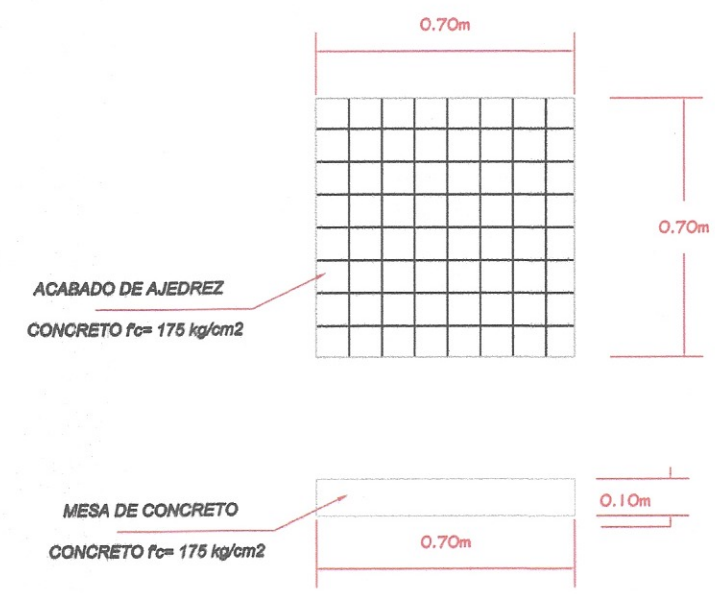 0.70m
0.70m
ACABADO DE AJEDREZ
CONCRETO f'c= 175 kg/cm2
MESA DE CONCRETO
CONCRETO f'c= 175 kg/cm2
0.10m
0.70m